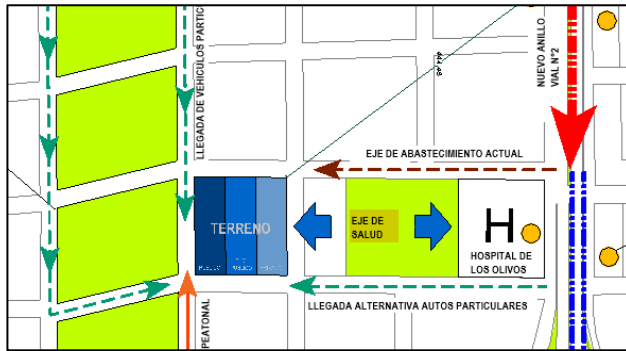 LLEGADA DE VEHICULOS PARTIC
NUEVO ANILLO
VIAL N°2
EJE DE ABASTECIMIENTO ACTUAL
TERRENO
EJE DE
SALUD
H
HOSPITAL DE
LOS OLIVOS
LLEGADA ALTERNATIVA AUTOS PARTICULARES
PEATONAL